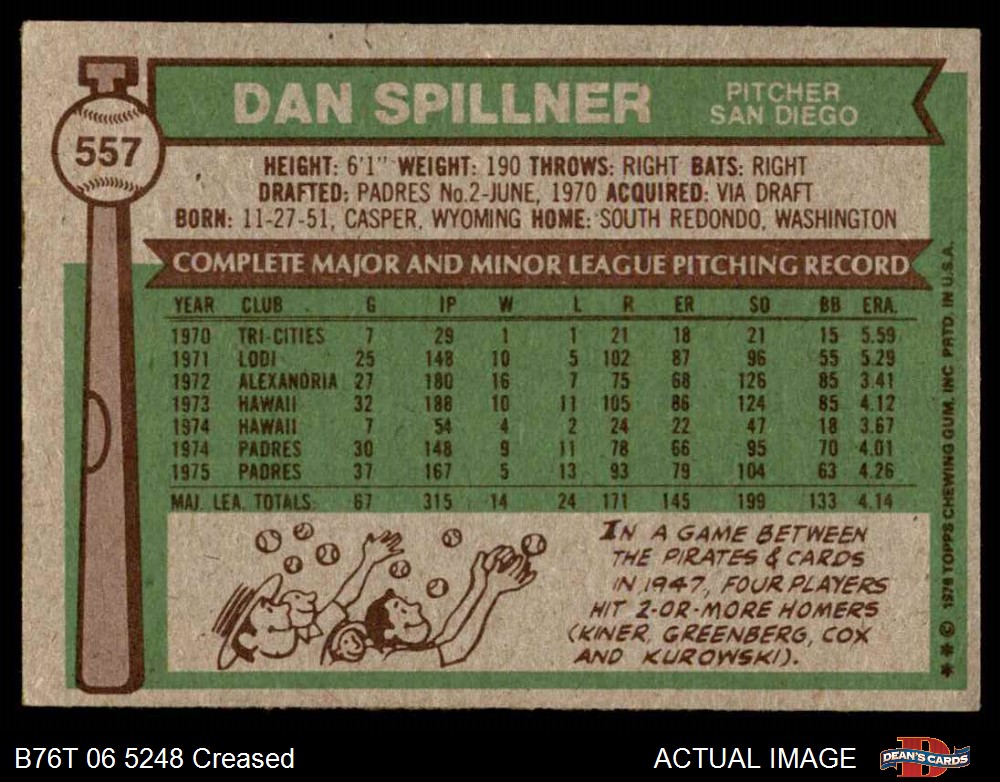 557
DAN SPILLNER
PITCHER
SAN DIEGO
HEIGHT: 6'1" WEIGHT: 190 THROWS: RIGHT BATS: RIGHT
DRAFTED: PADRES No.2-JUNE, 1970 ACQUIRED: VIA DRAFT
BORN: 11-27-51, CASPER, WYOMING HOME: SOUTH REDONDO, WASHINGTON
COMPLETE MAJOR AND MINOR LEAGUE PITCHING RECORD
YEAR CLUB G IP W L R ER SO BB ERA.
1970 TRI-CITIES 7 29 1 1 21 18 21 15 5.59
1971 LODI 25 148 10 5 102 87 96 55 5.29
1972 ALEXANDRIA 27 180 16 7 75 68 126 85 3.41
1973 HAWAII 32 188 10 11 105 86 124 85 4.12
1974 HAWAII 7 54 4 2 24 22 47 18 3.67
1974 PADRES 30 148 9 11 78 66 95 70 4.01
1975 PADRES 37 167 5 13 93 79 104 63 4.26
MAJ. LEA. TOTALS: 67 315 14 24 171 145 199 133 4.14
IN A GAME BETWEEN
THE PIRATES & CARDS
IN 1947, FOUR PLAYERS
HIT 2-OR-MORE HOMERS
(KINER, GREENBERG, COX
AND KUROWSKI).
** © 1976 TOPPS CHEWING GUM, INC. PRTD. IN U.S.A.
B76T 06 5248 Creased
ACTUAL IMAGE
DEAN'S CARDS